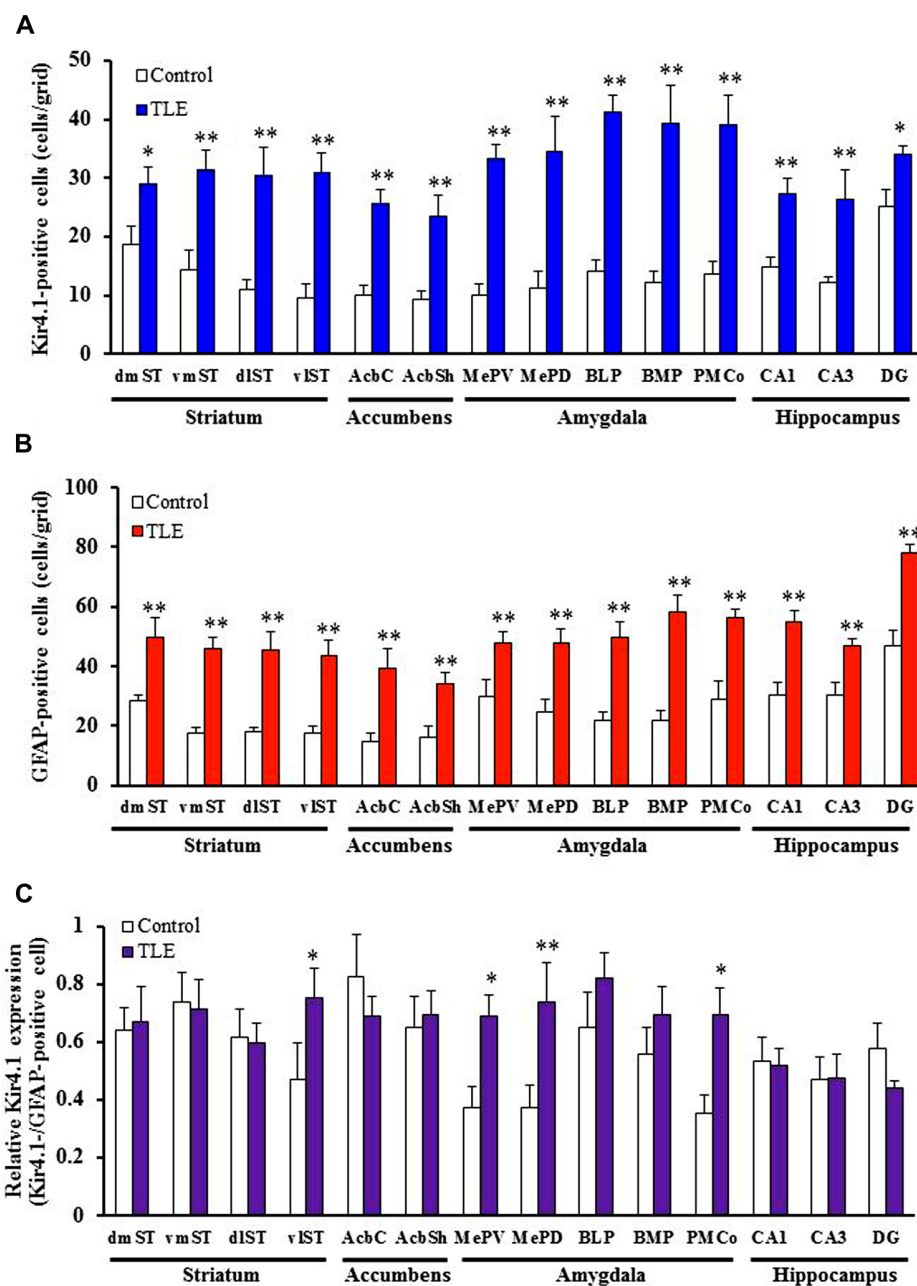 A
Kir4.1-positive cells (cells/grid)
50
40
30
20
10
0
Control
TLE
* ** ** ** ** ** ** ** ** ** ** ** ** *
dmST vmST dlST vlST AcbC AcbSh MePV MePD BLP BMP PMCo CA1 CA3 DG
Striatum Accumbens Amygdala Hippocampus
B
GFAP-positive cells (cells/grid)
100
80
60
40
20
0
Control
TLE
** ** ** ** ** ** ** ** ** ** ** ** ** **
dmST vmST dlST vlST AcbC AcbSh MePV MePD BLP BMP PMCo CA1 CA3 DG
Striatum Accumbens Amygdala Hippocampus
C
Relative Kir4.1 expression
(Kir4.1-/GFAP-positive cell)
1
0.8
0.6
0.4
0.2
0
Control
TLE
* * ** *
dmST vmST dlST vlST AcbC AcbSh MePV MePD BLP BMP PMCo CA1 CA3 DG
Striatum Accumbens Amygdala Hippocampus